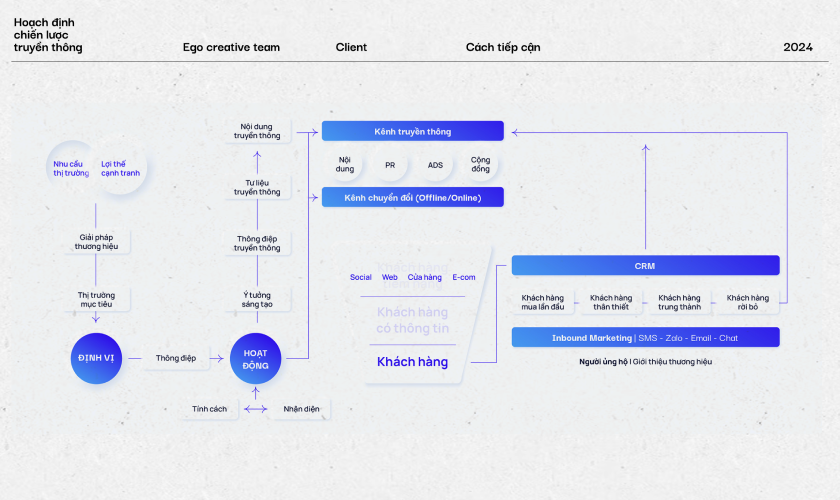 Hoạch định
chiến lược
truyền thông
Ego creative team
Client
Cách tiếp cận
2024
Nhu cầu
thị trường
Lợi thế
cạnh tranh
Giải pháp
thương hiệu
Thị trường
mục tiêu
ĐỊNH VỊ
Thông điệp
Nội dung
truyền thông
Tư liệu
truyền thông
Thông điệp
truyền thông
Ý tưởng
sáng tạo
HOẠT
ĐỘNG
Tính cách
Nhận diện
Kênh truyền thông
Nội
dung
PR
ADS
Cộng
đồng
Kênh chuyển đổi (Offline/Online)
Khách hàng
tiềm năng
Social Web Cửa hàng E-com
Khách hàng
có thông tin
Khách hàng
CRM
Khách hàng
mua lần đầu
Khách hàng
thân thiết
Khách hàng
trung thành
Khách hàng
rời bỏ
Inbound Marketing | SMS - Zalo - Email - Chat
Người ủng hộ | Giới thiệu thương hiệu